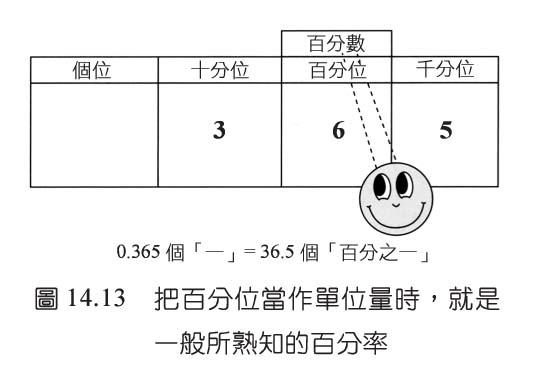 百分數
個位 十分位 百分位 千分位
3 6 5
0.365 個「一」= 36.5 個「百分之一」
圖 14.13 把百分位當作單位量時，就是
一般所熟知的百分率